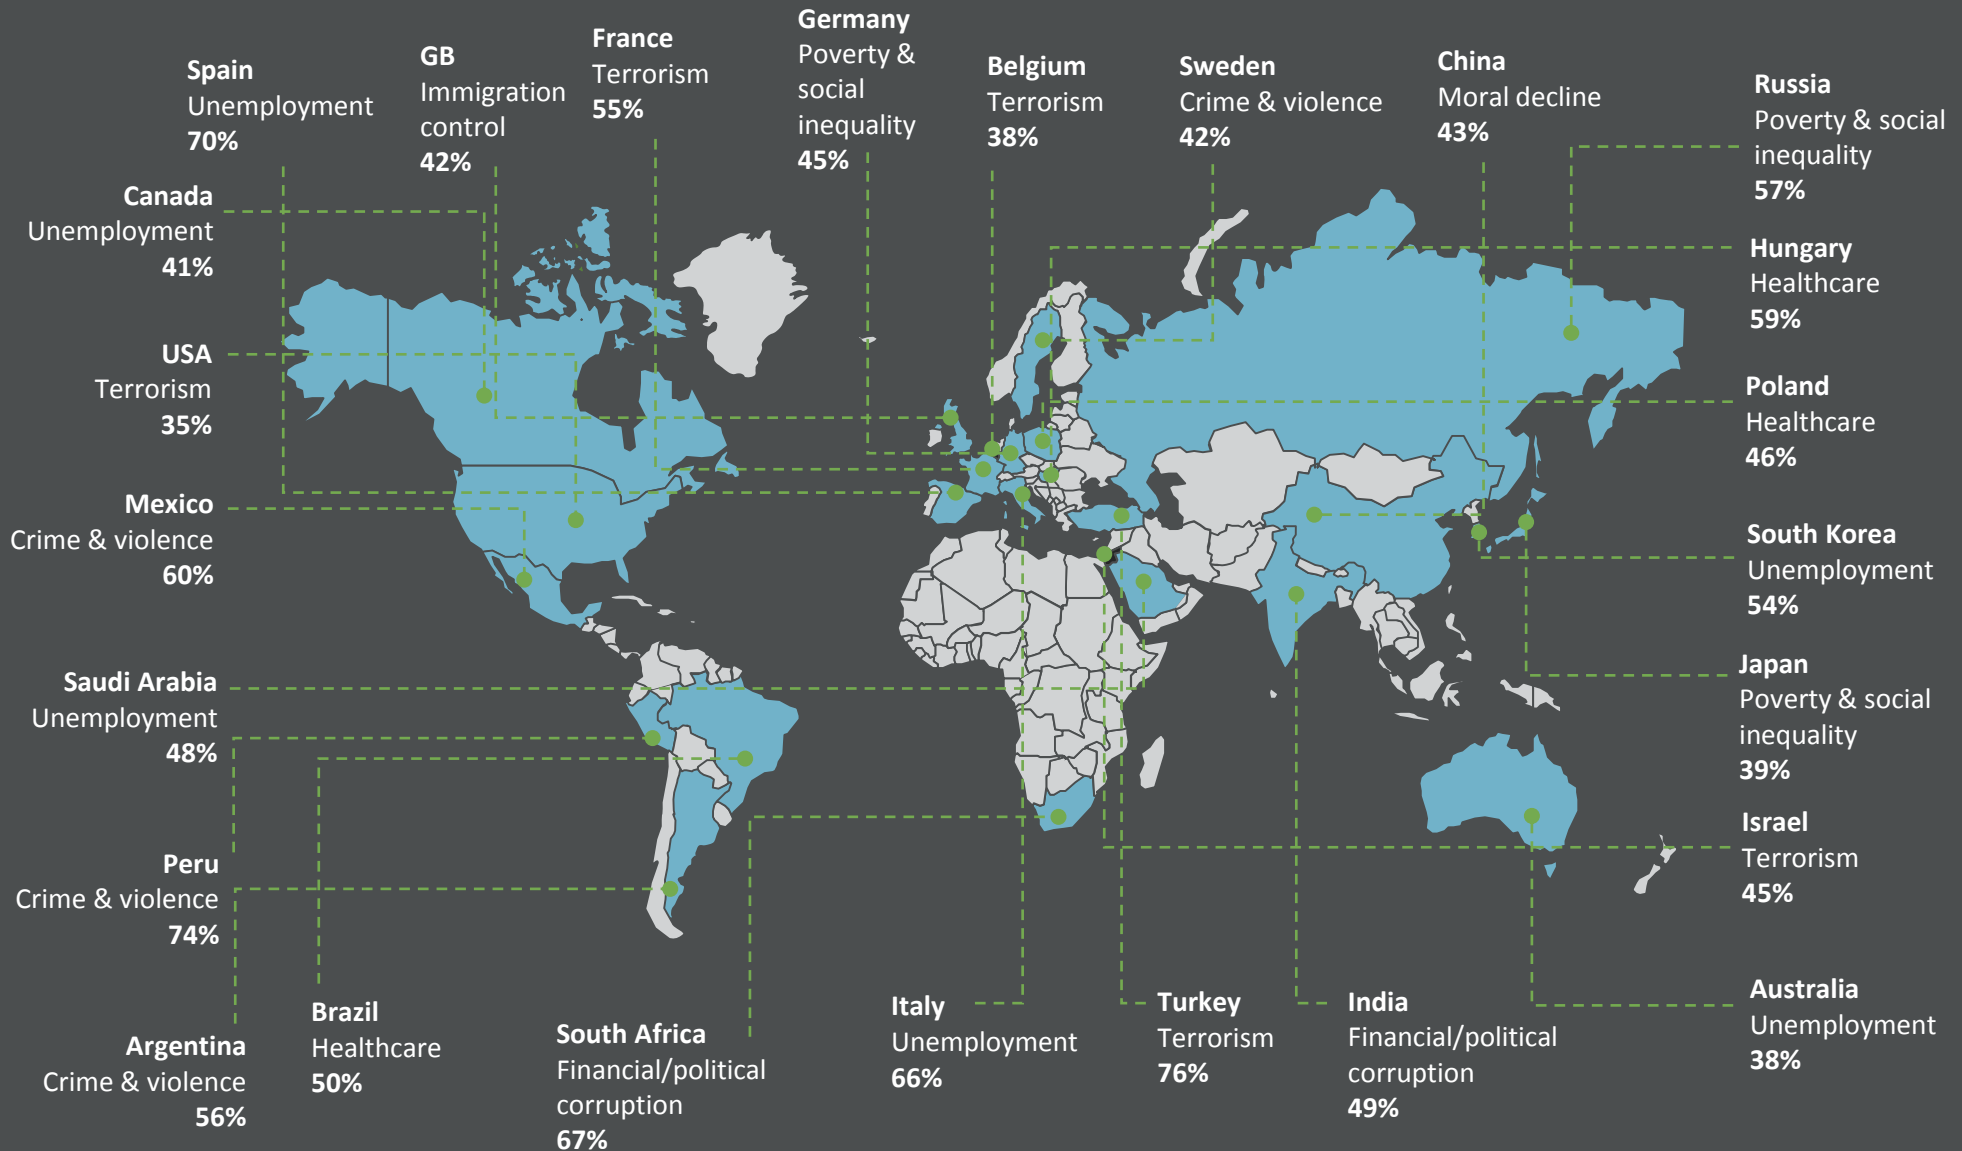 Spain
Unemployment
70%
GB
Immigration
control
42%
France
Terrorism
55%
Germany
Poverty &
social
inequality
45%
Belgium
Terrorism
38%
Sweden
Crime & violence
42%
China
Moral decline
43%
Russia
Poverty & social
inequality
57%
Canada
Unemployment
41%
Hungary
Healthcare
59%
USA
Terrorism
35%
Poland
Healthcare
46%
Mexico
Crime & violence
60%
South Korea
Unemployment
54%
Saudi Arabia
Unemployment
48%
Japan
Poverty & social
inequality
39%
Peru
Crime & violence
74%
Israel
Terrorism
45%
Argentina
Crime & violence
56%
Brazil
Healthcare
50%
South Africa
Financial/political
corruption
67%
Italy
Unemployment
66%
Turkey
Terrorism
76%
India
Financial/political
corruption
49%
Australia
Unemployment
38%